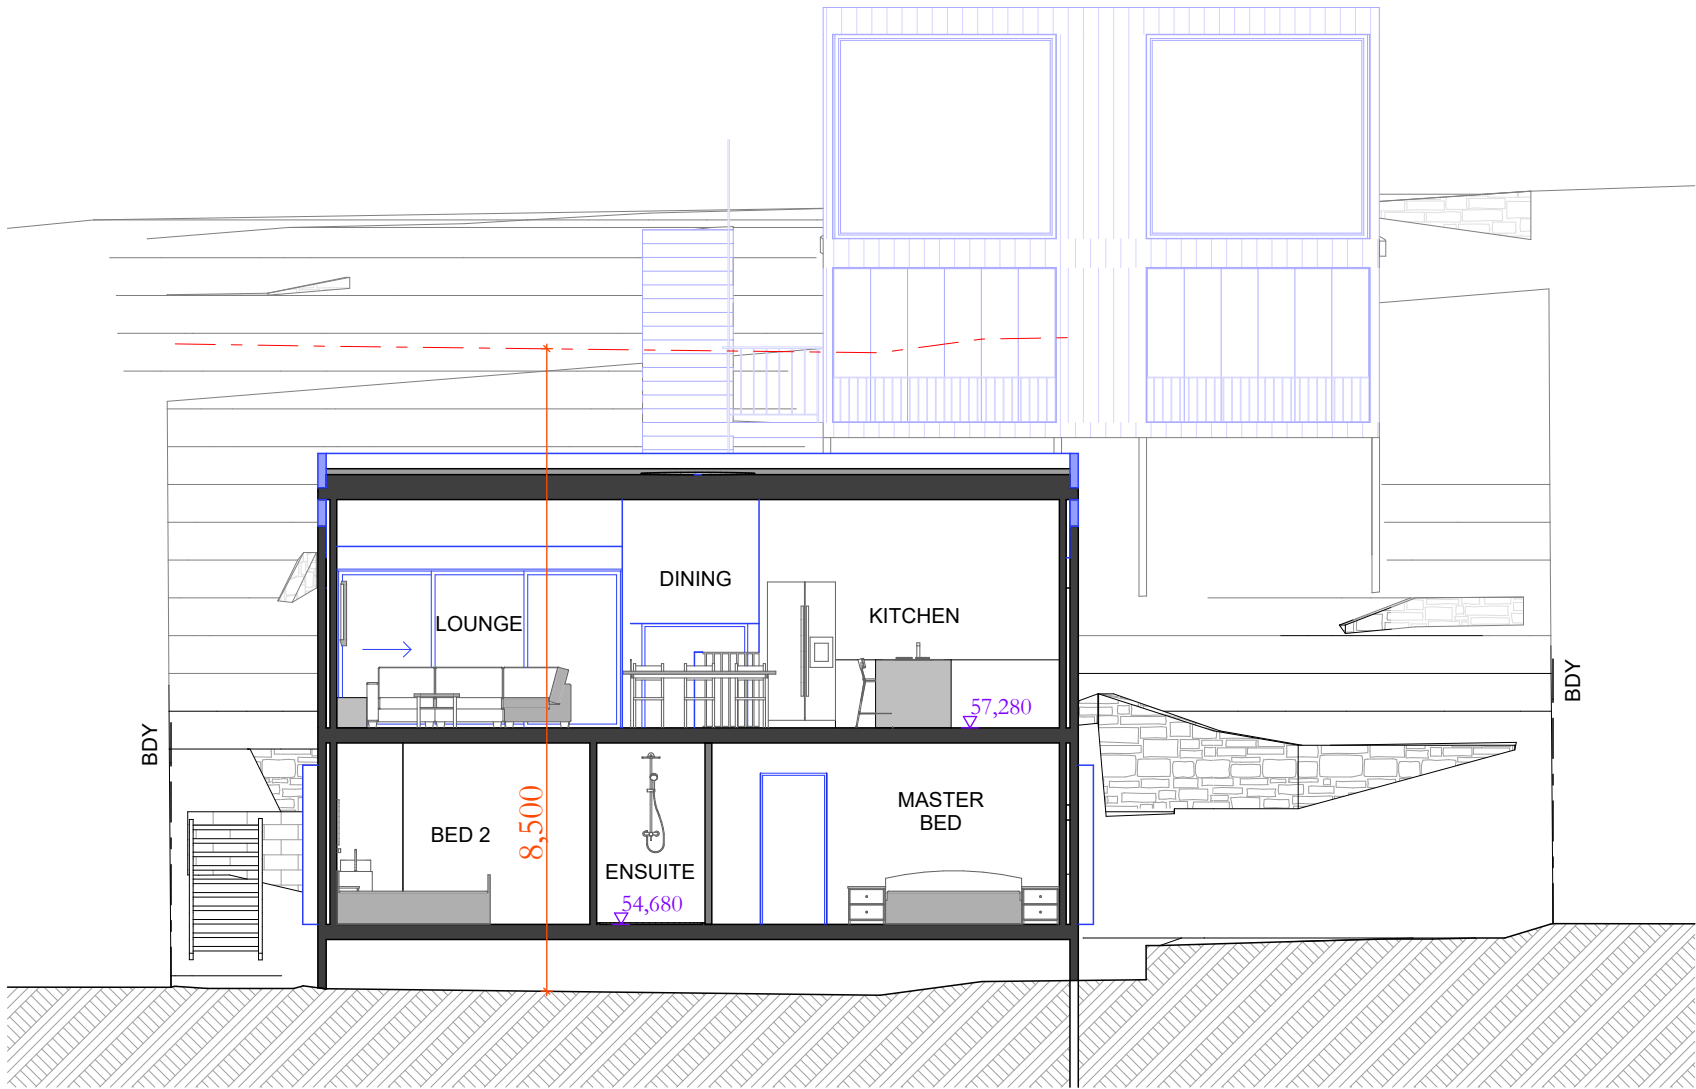 DINING
KITCHEN
LOUNGE
BDY
57,280
BDY
MASTER
BED
BED 2
8,500
ENSUITE
54,680